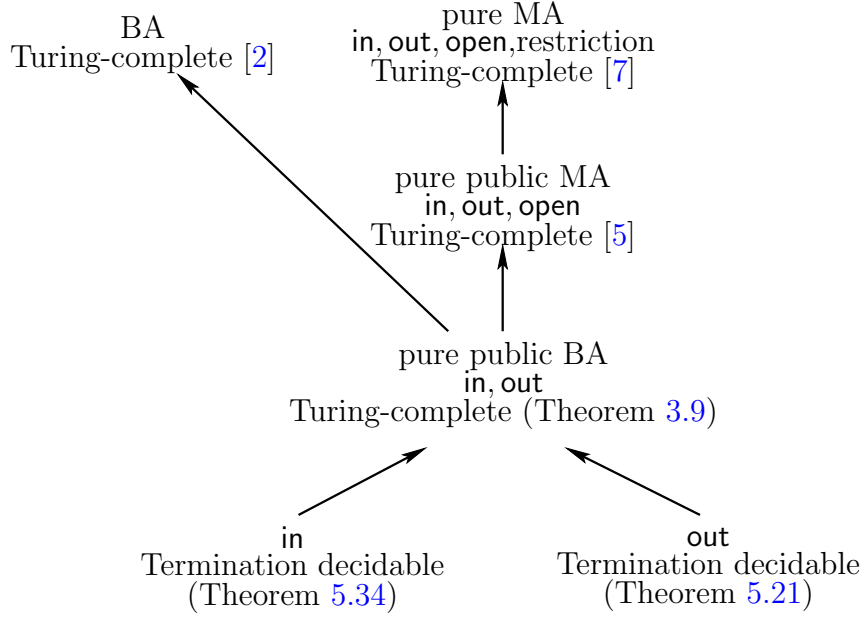 BA
Turing-complete [2]
pure MA
in, out, open,restriction
Turing-complete [7]
pure public MA
in, out, open
Turing-complete [5]
pure public BA
in, out
Turing-complete (Theorem 3.9)
in
Termination decidable
(Theorem 5.34)
out
Termination decidable
(Theorem 5.21)